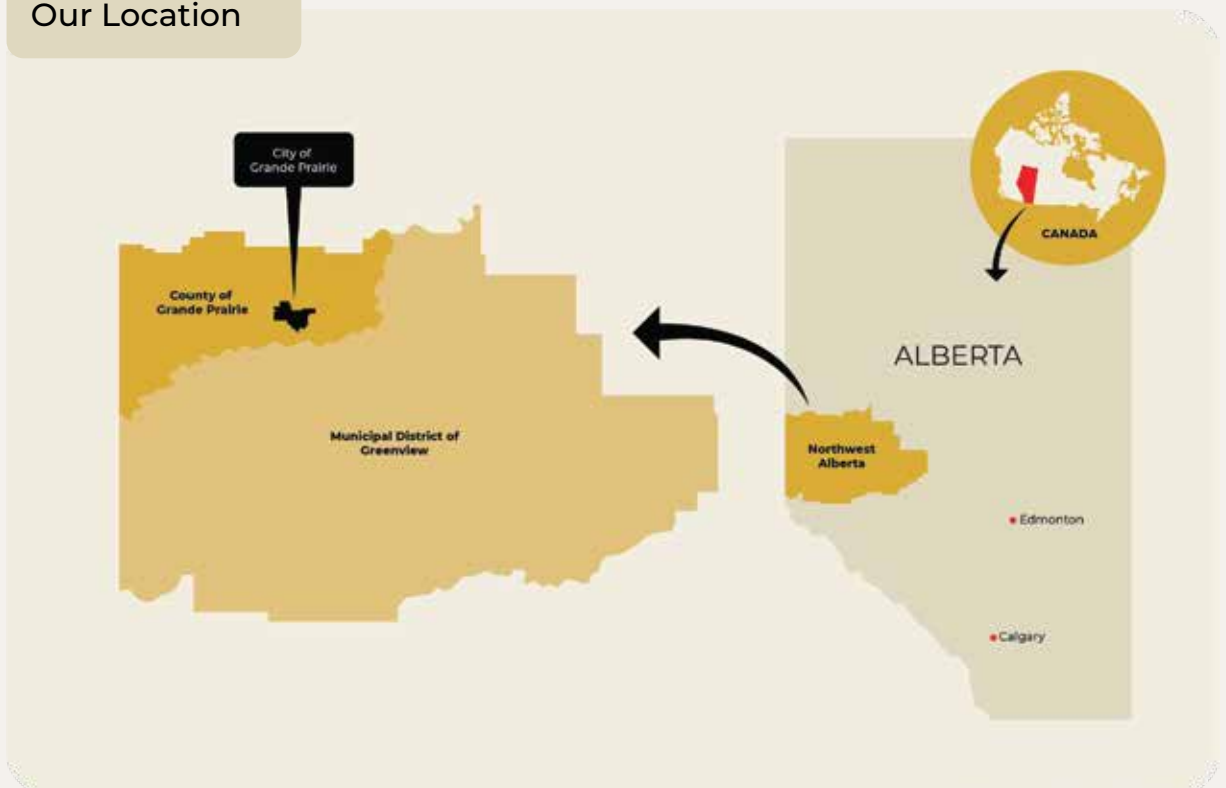 Our Location
City of
Grande Prairie
County of
Grande Prairie
Municipal District of
Greenview
CANADA
ALBERTA
Northwest
Alberta
Edmonton
Calgary